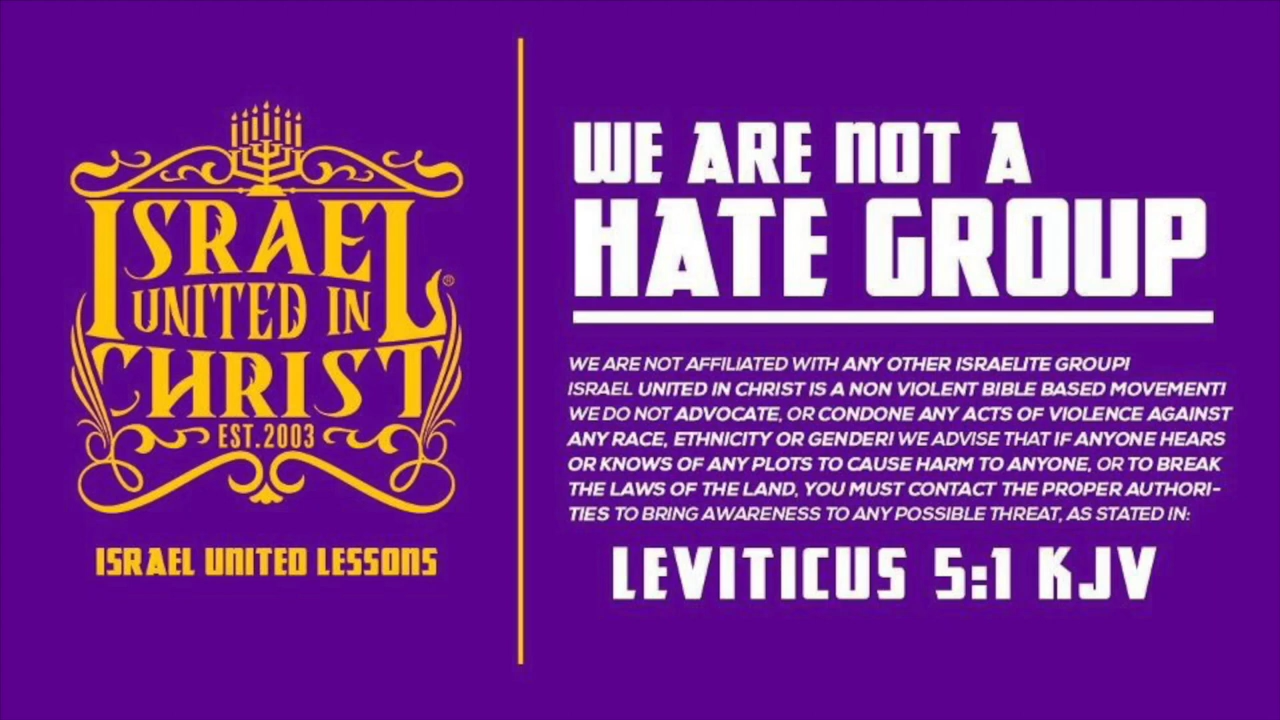 ISRAEL
UNITED IN
CHRIST®
EST. 2003
ISRAEL UNITED LESSONS
WE ARE NOT A
HATE GROUP
WE ARE NOT AFFILIATED WITH ANY OTHER ISRAELITE GROUP!
ISRAEL UNITED IN CHRIST IS A NON VIOLENT BIBLE BASED MOVEMENT!
WE DO NOT ADVOCATE, OR CONDONE ANY ACTS OF VIOLENCE AGAINST
ANY RACE, ETHNICITY OR GENDER! WE ADVISE THAT IF ANYONE HEARS
OR KNOWS OF ANY PLOTS TO CAUSE HARM TO ANYONE, OR TO BREAK
THE LAWS OF THE LAND, YOU MUST CONTACT THE PROPER AUTHORI-
TIES TO BRING AWARENESS TO ANY POSSIBLE THREAT, AS STATED IN:
LEVITICUS 5:1 KJV